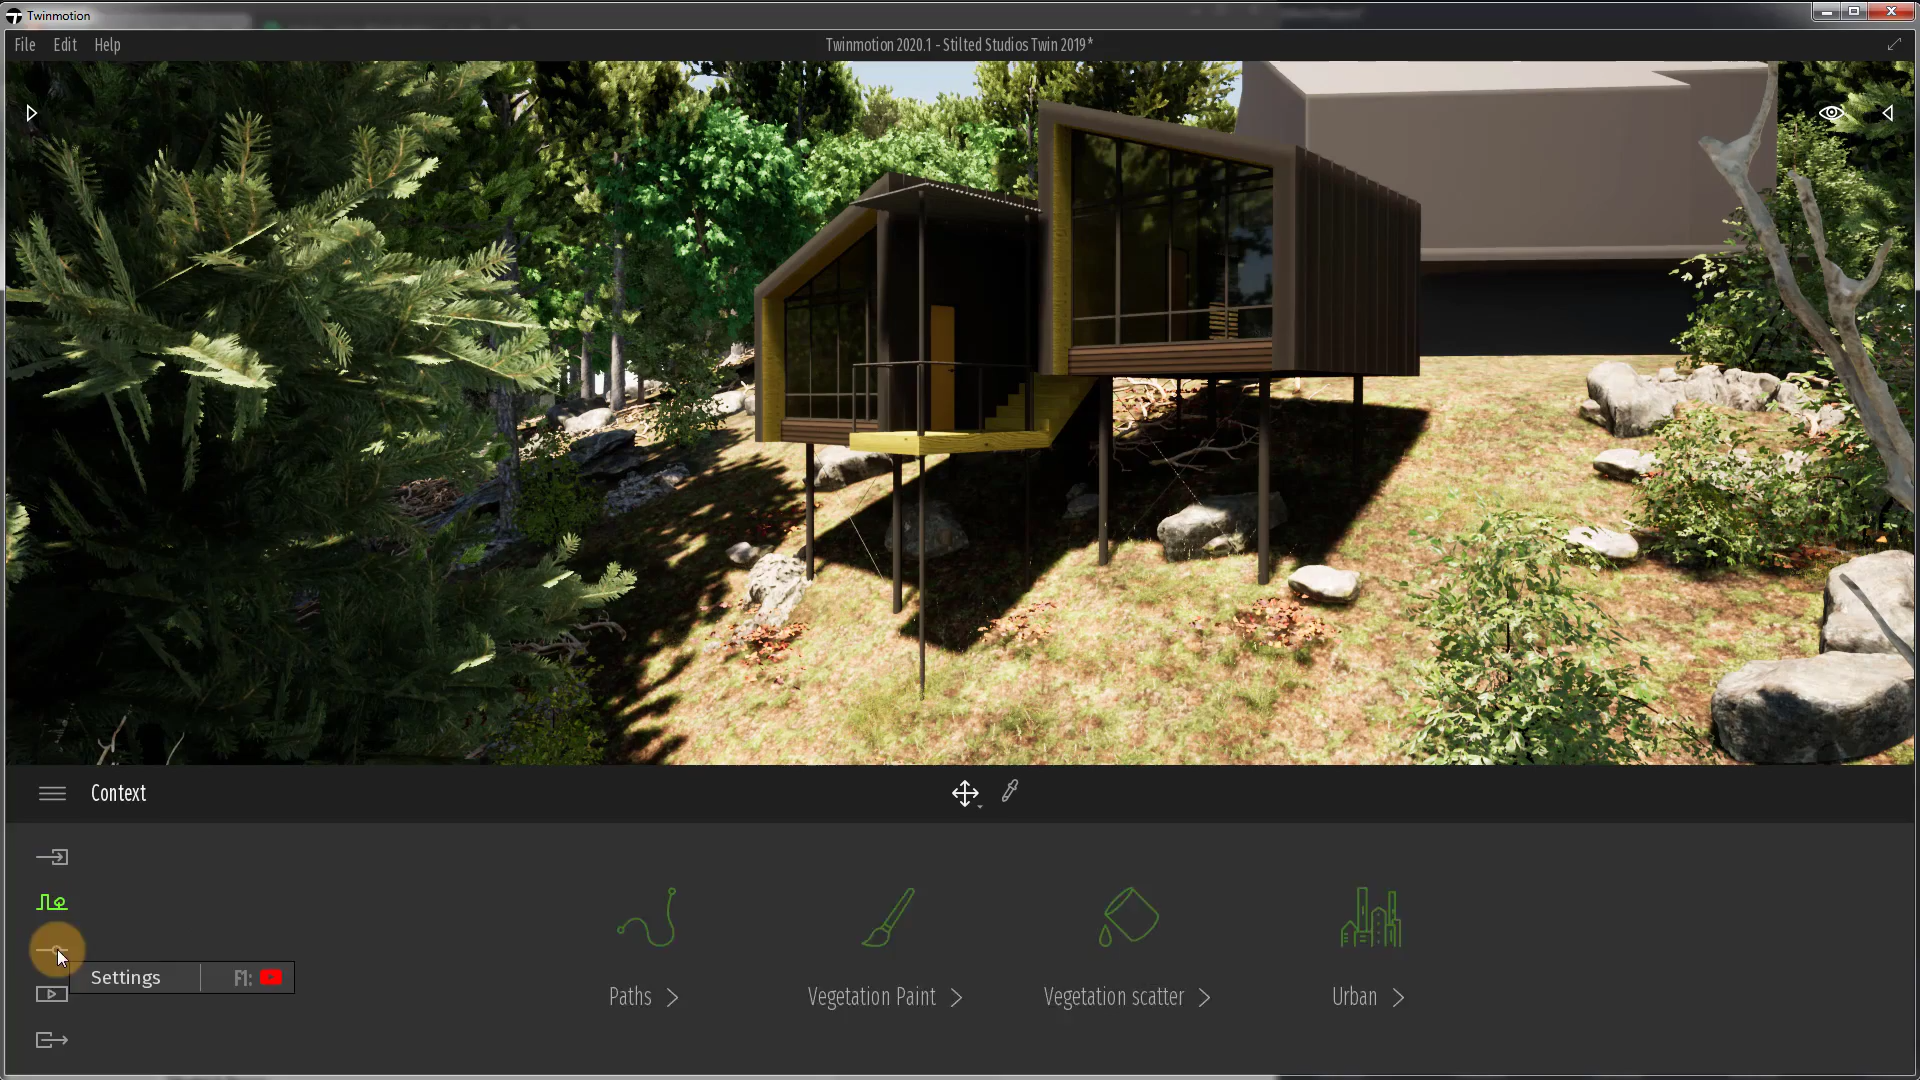 Twinmotion
File Edit Help
Twinmotion 2020.1 - Stilted Studios Twin 2019*
Context
Settings F1:
Paths
Vegetation Paint
Vegetation scatter
Urban